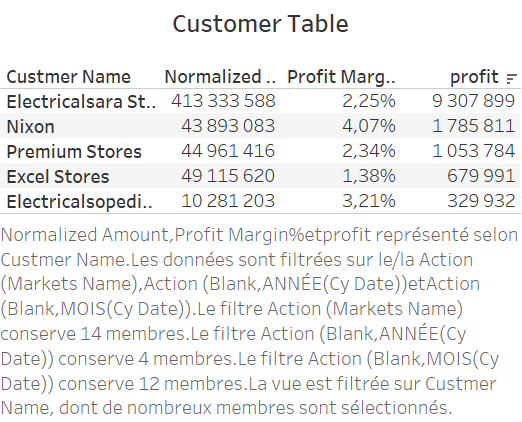 Customer Table
Custmer Name Normalized .. Profit Marg.. profit
Electricalsara St.. 413 333 588 2,25% 9 307 899
Nixon 43 893 083 4,07% 1 785 811
Premium Stores 44 961 416 2,34% 1 053 784
Excel Stores 49 115 620 1,38% 679 991
Electricalsopedi.. 10 281 203 3,21% 329 932
Normalized Amount,Profit Margin%etprofit représenté selon
Custmer Name.Les données sont filtrées sur le/la Action
(Markets Name),Action (Blank,ANNÉE(Cy Date))etAction
(Blank,MOIS(Cy Date)).Le filtre Action (Markets Name)
conserve 14 membres.Le filtre Action (Blank,ANNÉE(Cy
Date)) conserve 4 membres.Le filtre Action (Blank,MOIS(Cy
Date)) conserve 12 membres.La vue est filtrée sur Custmer
Name, dont de nombreux membres sont sélectionnés.